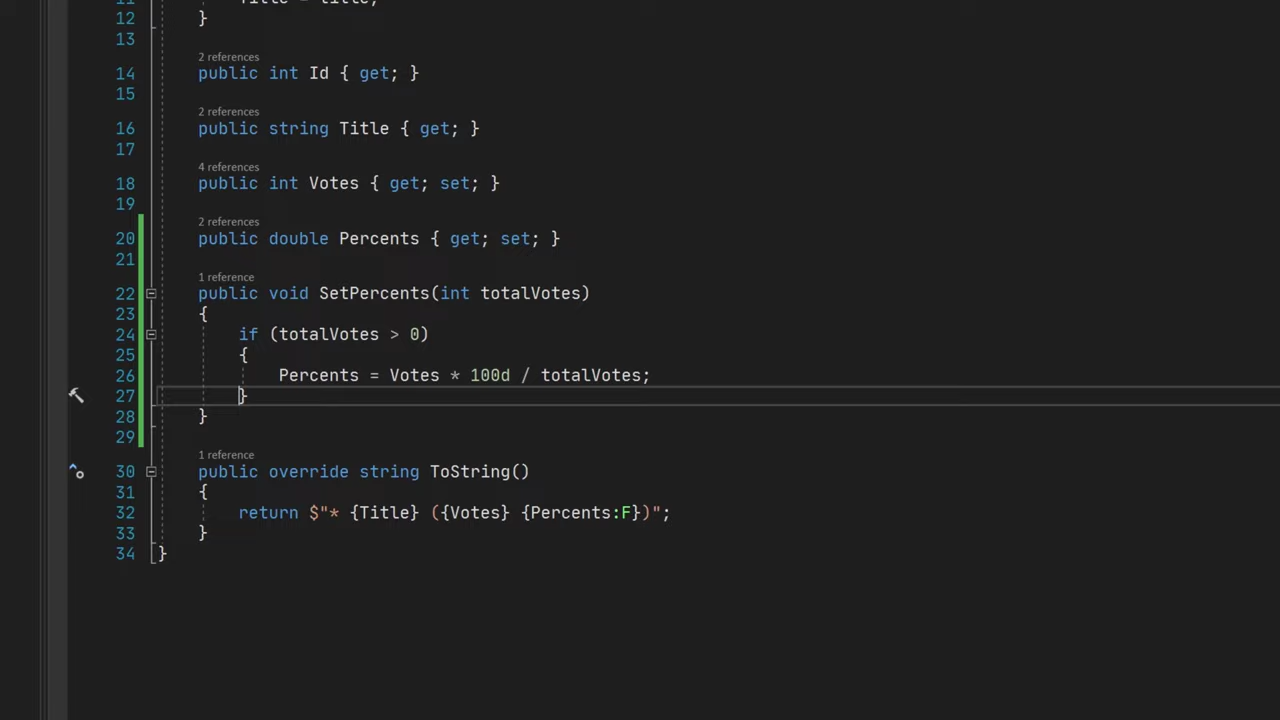 11 Title = title;
12 }
13
2 references
14 public int Id { get; }
15
2 references
16 public string Title { get; }
17
4 references
18 public int Votes { get; set; }
19
2 references
20 public double Percents { get; set; }
21
1 reference
22 public void SetPercents(int totalVotes)
23 {
24 if (totalVotes > 0)
25 {
26 Percents = Votes * 100d / totalVotes;
27 }
28 }
29
1 reference
30 public override string ToString()
31 {
32 return $"* {Title} ({Votes} {Percents:F})";
33 }
34 }